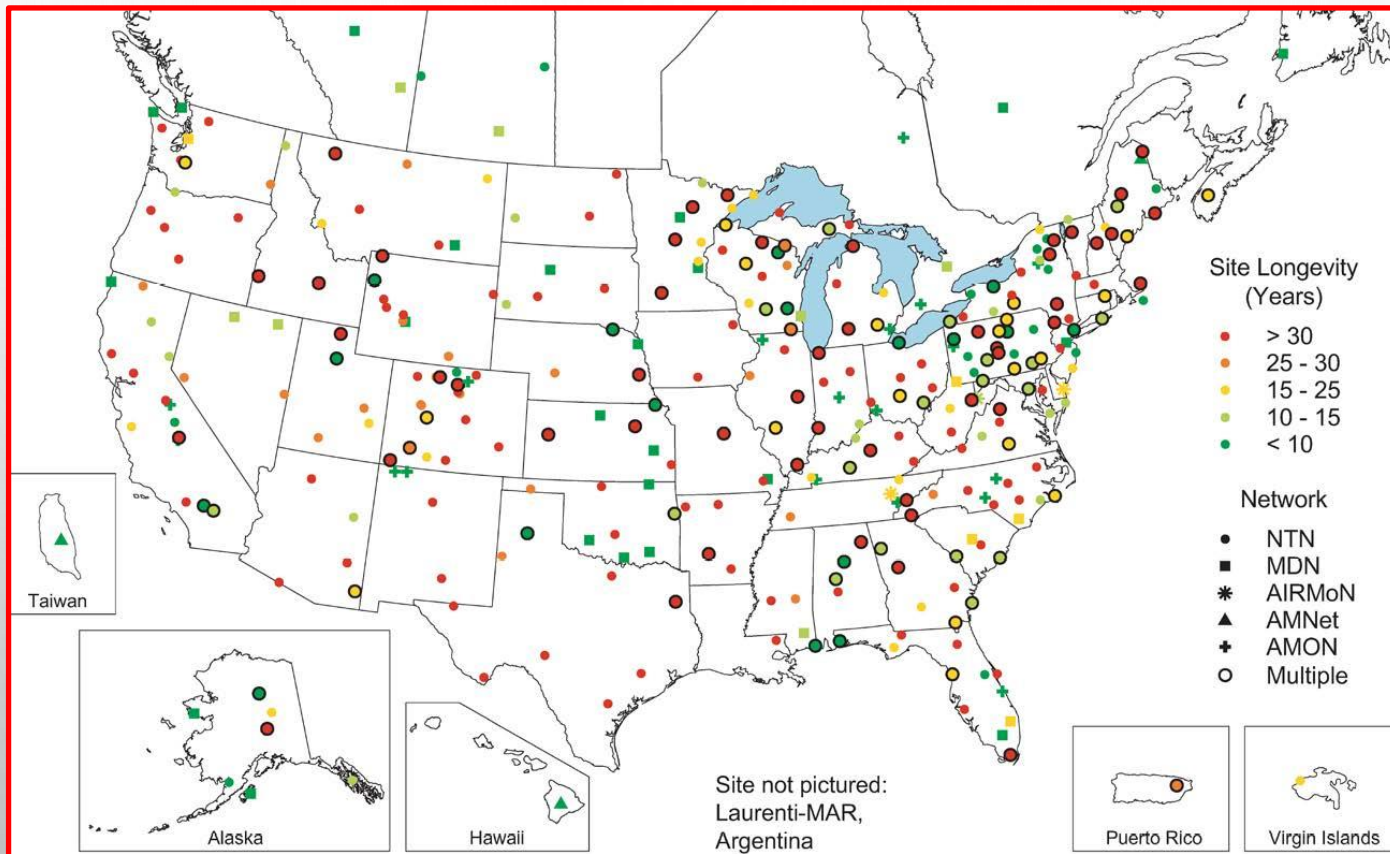 Site Longevity
(Years)
> 30
25 - 30
15 - 25
10 - 15
< 10
Network
NTN
MDN
AIRMoN
AMNet
AMON
Multiple
Taiwan
Alaska
Hawaii
Site not pictured:
Laurenti-MAR,
Argentina
Puerto Rico
Virgin Islands